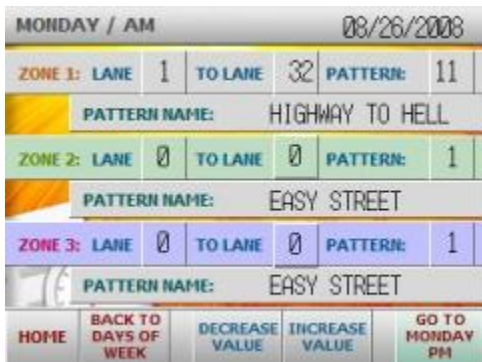 MONDAY / AM 08/26/2008
ZONE 1: LANE 1 TO LANE 32 PATTERN: 11
PATTERN NAME: HIGHWAY TO HELL
ZONE 2: LANE 0 TO LANE 0 PATTERN: 1
PATTERN NAME: EASY STREET
ZONE 3: LANE 0 TO LANE 0 PATTERN: 1
PATTERN NAME: EASY STREET
HOME BACK TO DAYS OF WEEK DECREASE VALUE INCREASE VALUE GO TO MONDAY PM